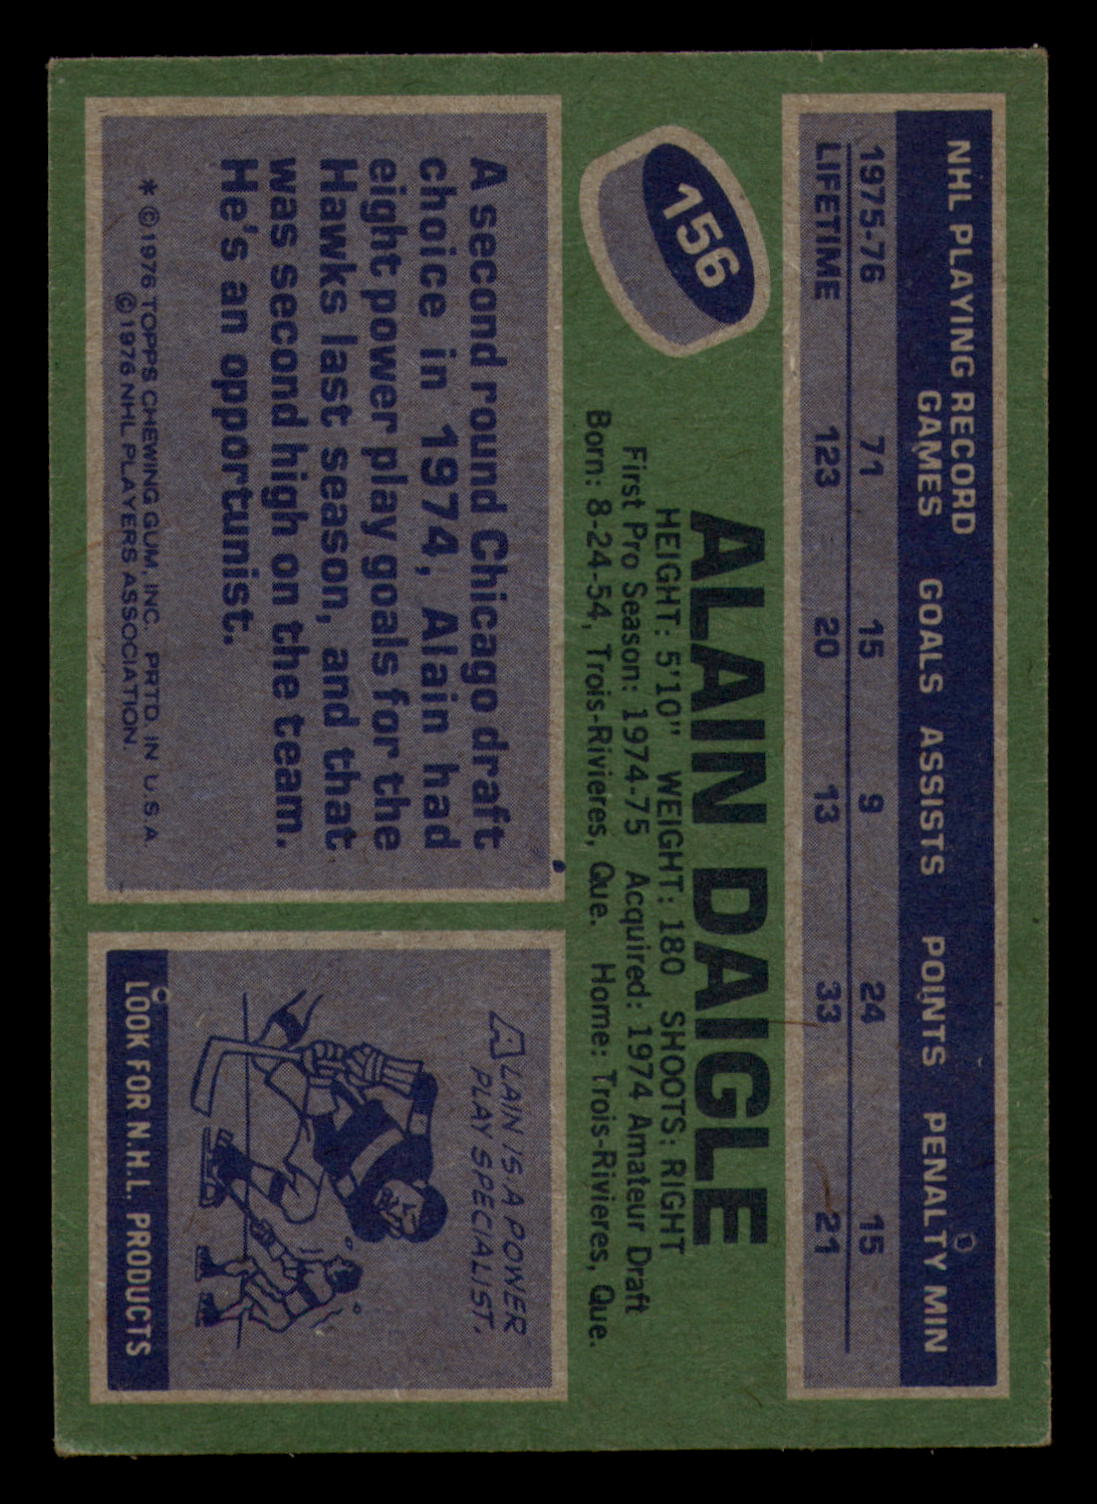 NHL PLAYING RECORD
GAMES GOALS ASSISTS POINTS PENALTY MIN
1975-76 71 15 9 24 15
LIFETIME 123 20 13 33 21
156
ALAIN DAIGLE
HEIGHT: 5'10" WEIGHT: 180 SHOOTS: RIGHT
First Pro Season: 1974-75 Acquired: 1974 Amateur Draft
Born: 8-24-54, Trois-Rivieres, Que. Home: Trois-Rivieres, Que.
A second round Chicago draft
choice in 1974, Alain had
eight power play goals for the
Hawks last season, and that
was second high on the team.
He's an opportunist.
* © 1976 TOPPS CHEWING GUM, INC. PRTD. IN U.S.A.
© 1976 NHL PLAYERS ASSOCIATION.
ALAIN IS A POWER
PLAY SPECIALIST.
LOOK FOR N.H.L. PRODUCTS